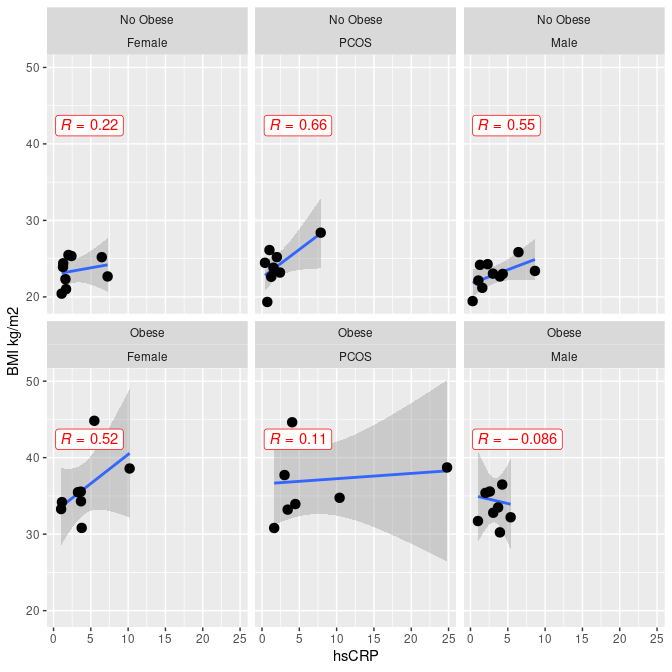 No Obese No Obese No Obese
Female PCOS Male
50
40
30
20
R = 0.22
R = 0.66
R = 0.55
BMI kg/m2
Obese Obese Obese
Female PCOS Male
50
40
30
20
R = 0.52
R = 0.11
R = −0.086
0 5 10 15 20 25 0 5 10 15 20 25 0 5 10 15 20 25
hsCRP